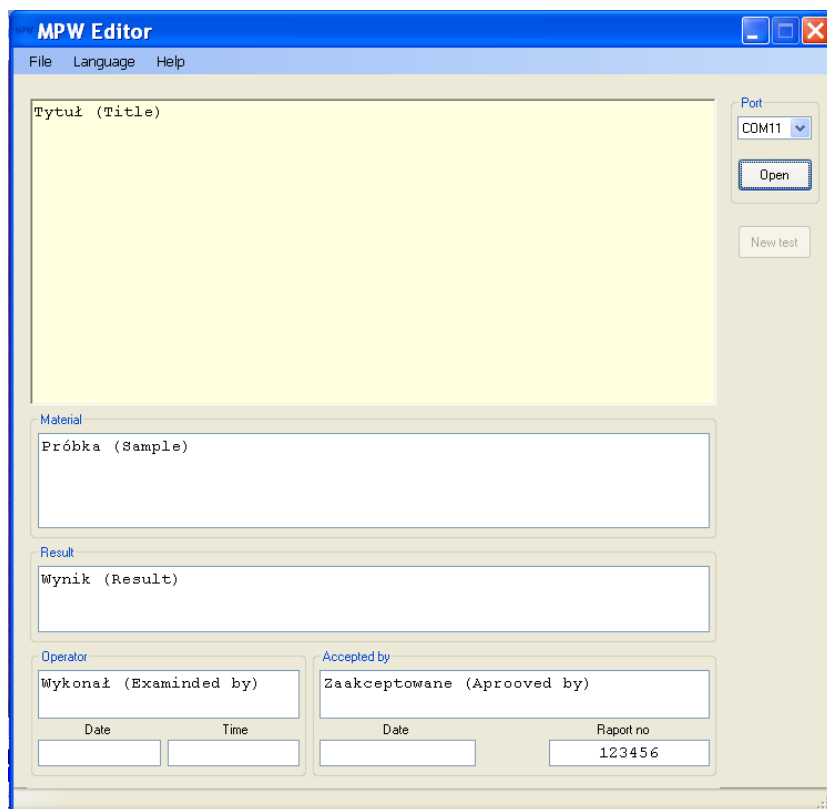 MPW MPW Editor
File Language Help
Tytuł (Title)
Port
COM11
Open
New test
Material
Próbka (Sample)
Result
Wynik (Result)
Operator
Wykonał (Examinded by)
Date Time
Accepted by
Zaakceptowane (Aprooved by)
Date Raport no
123456